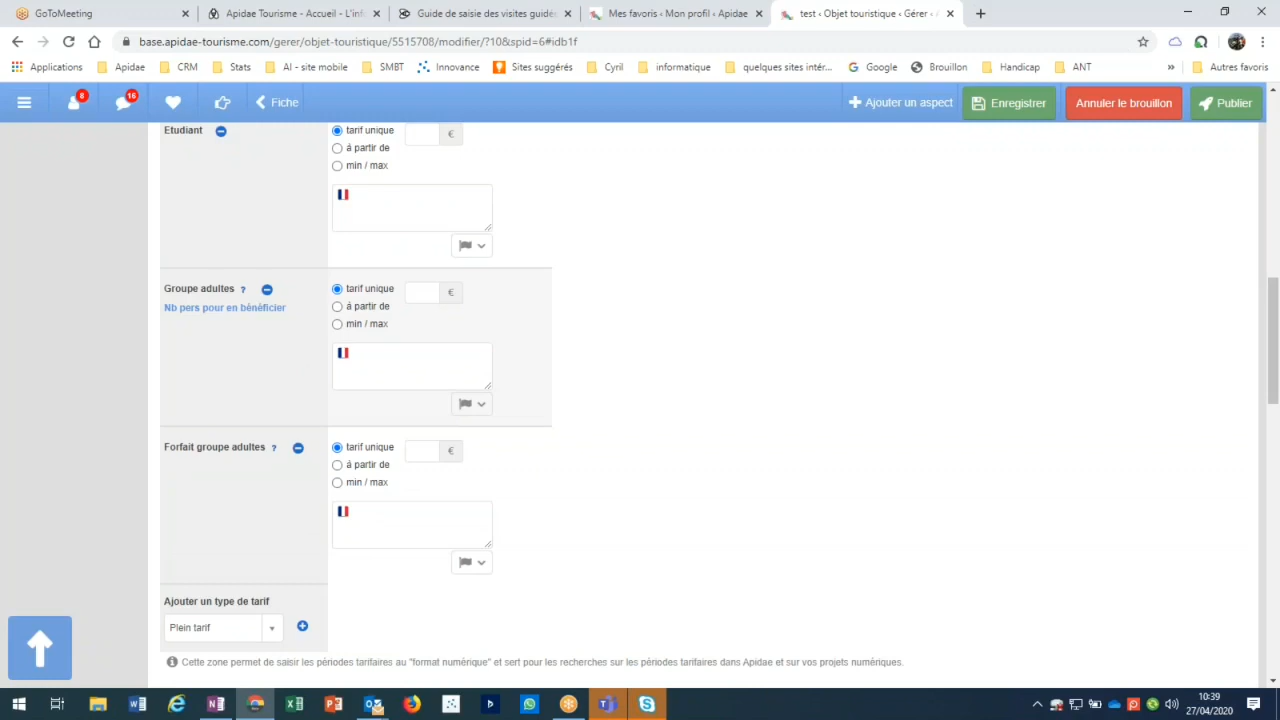 GoToMeeting
Apidae Tourisme - Accueil - L'inf
Guide de saisie des visites guidé
Mes favoris ‹ Mon profil ‹ Apidae
test ‹ Objet touristique ‹ Gérer ‹
base.apidae-tourisme.com/gerer/objet-touristique/5515708/modifier/?10&spid=6#idb1f
Applications
Apidae
CRM
Stats
AI - site mobile
SMBT
Innovance
Sites suggérés
Cyril
informatique
quelques sites intér...
Google
Brouillon
Handicap
ANT
»
Autres favoris
8
16
Fiche
Ajouter un aspect
Enregistrer
Annuler le brouillon
Publier
Etudiant
tarif unique
€
à partir de
min / max
Groupe adultes ?
Nb pers pour en bénéficier
tarif unique
€
à partir de
min / max
Forfait groupe adultes ?
tarif unique
€
à partir de
min / max
Ajouter un type de tarif
Plein tarif
Cette zone permet de saisir les périodes tarifaires au "format numérique" et sert pour les recherches sur les périodes tarifaires dans Apidae et sur vos projets numériques.
10:39
27/04/2020